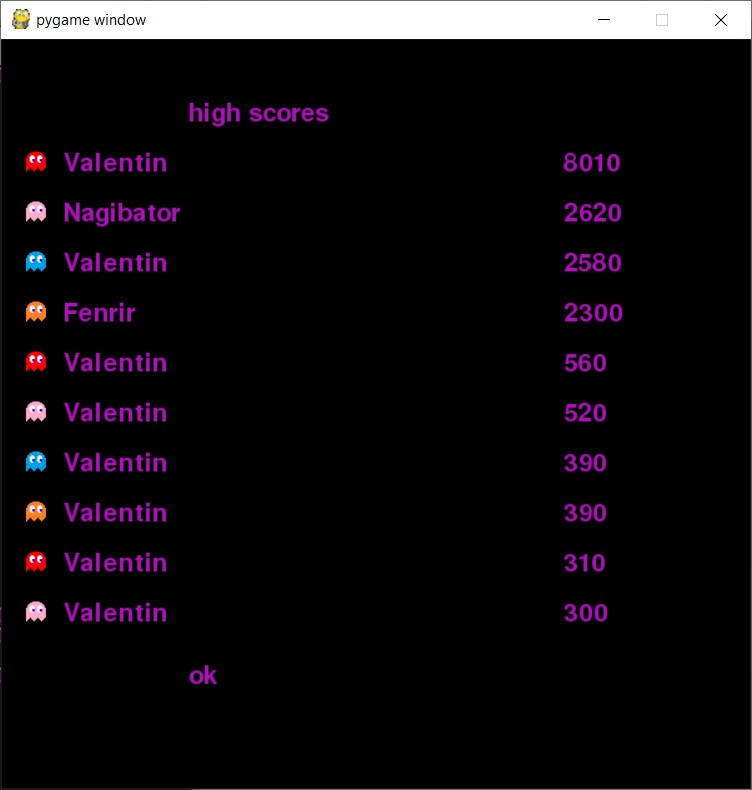 pygame window
high scores
Valentin 8010
Nagibator 2620
Valentin 2580
Fenrir 2300
Valentin 560
Valentin 520
Valentin 390
Valentin 390
Valentin 310
Valentin 300
ok